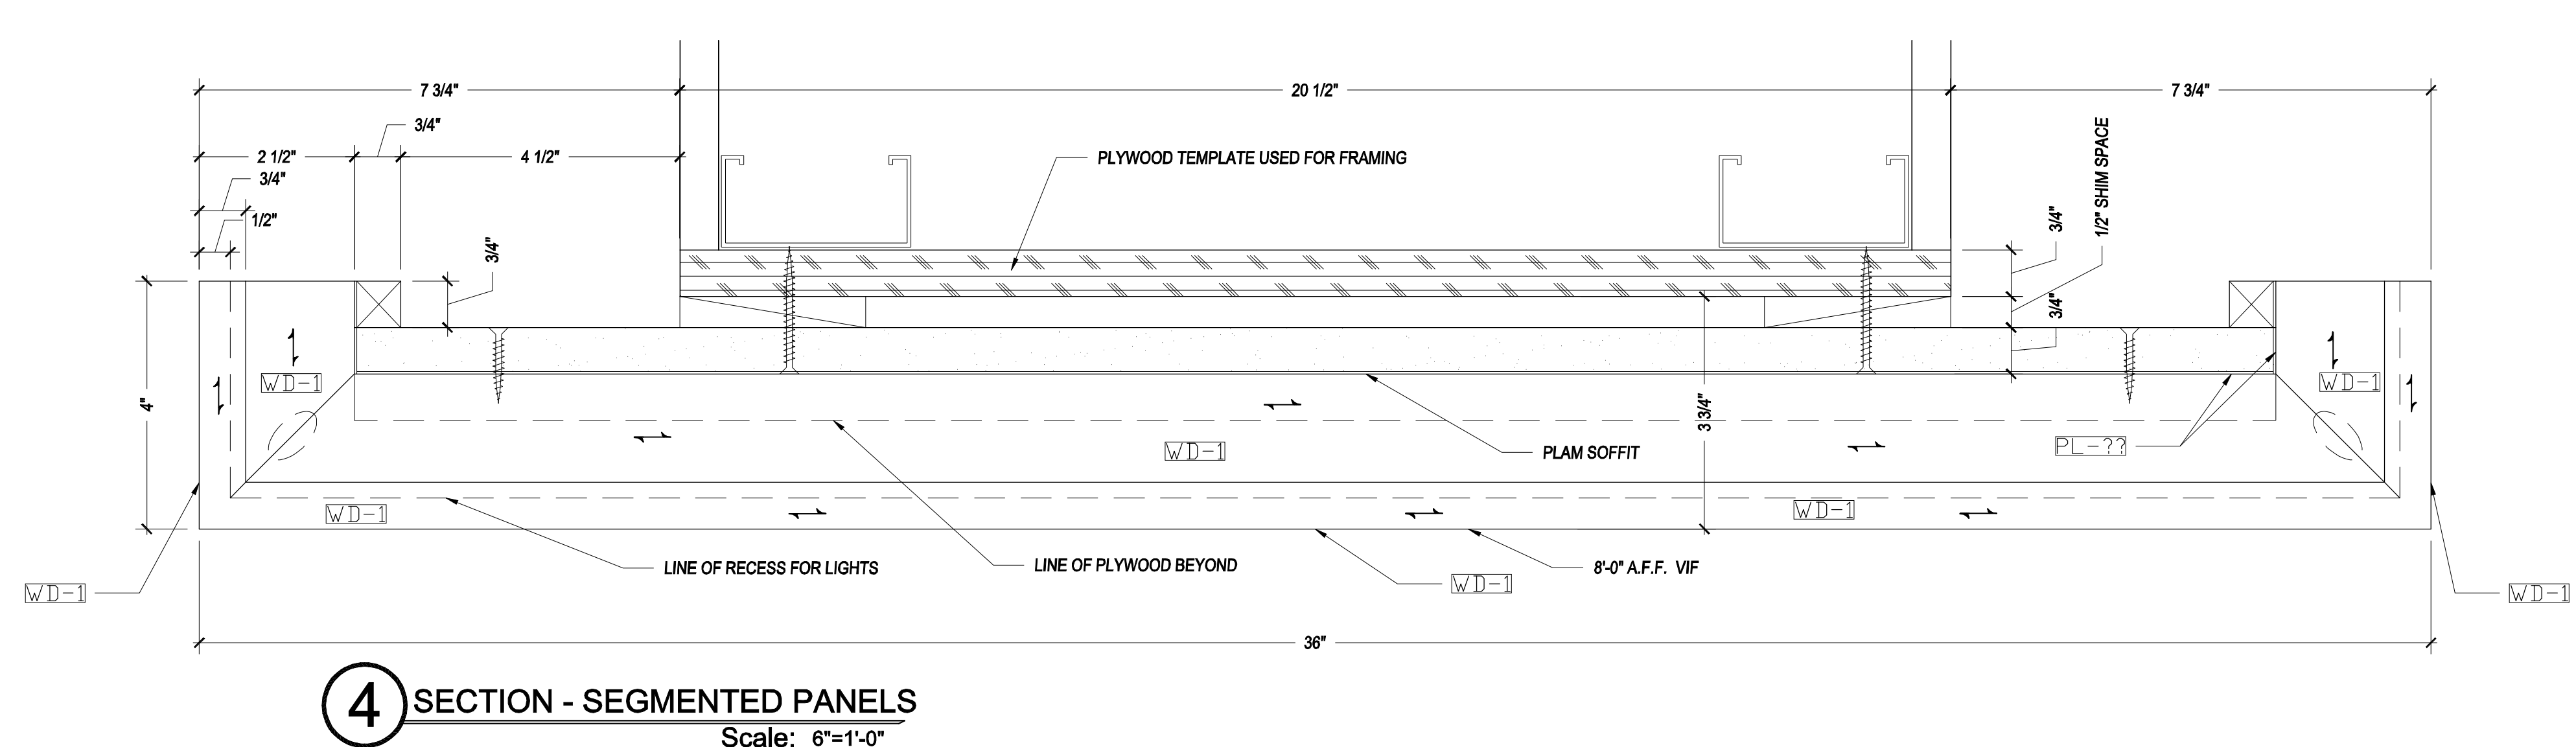 7 3/4"
20 1/2"
7 3/4"
3/4"
2 1/2"
4 1/2"
3/4"
1/2"
PLYWOOD TEMPLATE USED FOR FRAMING
1/2" SHIM SPACE
3/4"
3/4"
3/4"
4"
WD-1
WD-1
3 3/4"
WD-1
PLAM SOFFIT
PL-??
WD-1
WD-1
LINE OF RECESS FOR LIGHTS
LINE OF PLYWOOD BEYOND
WD-1
8'-0" A.F.F. VIF
WD-1
WD-1
WD-1
36"
4
SECTION - SEGMENTED PANELS
Scale: 6"=1'-0"